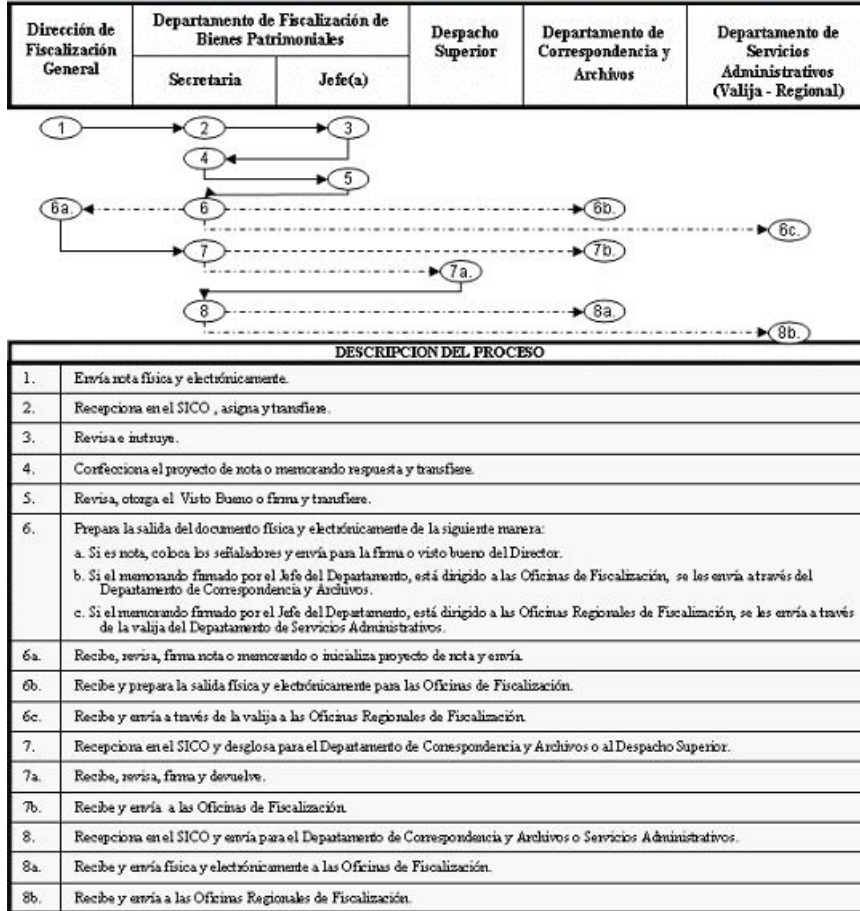 Dirección de
Fiscalización
General
Departamento de Fiscalización de
Bienes Patrimoniales
Secretaria
Jefe(a)
Despacho
Superior
Departamento de
Correspondencia y
Archivos
Departamento de
Servicios
Administrativos
(Valija - Regional)
1
2
3
4
5
6a.
6
6b.
6c.
7
7b.
7a.
8
8a.
8b.
DESCRIPCION DEL PROCESO
1. Envía nota física y electrónicamente.
2. Recepciona en el SICO , asigna y transfiere.
3. Revisa e instruye.
4. Confecciona el proyecto de nota o memorando respuesta y transfiere.
5. Revisa, otorga el Visto Bueno o firma y transfiere.
6. Prepara la salida del documento física y electrónicamente de la siguiente manera:
a. Si es nota, coloca los señaladores y envía para la firma o visto bueno del Director.
b. Si el memorando firmado por el Jefe del Departamento, está dirigido a las Oficinas de Fiscalización, se les envía a través del
Departamento de Correspondencia y Archivos.
c. Si el memorando firmado por el Jefe del Departamento, está dirigido a las Oficinas Regionales de Fiscalización, se les envía a través
de la valija del Departamento de Servicios Administrativos.
6a. Recibe, revisa, firma nota o memorando o inicializa proyecto de nota y envía.
6b. Recibe y prepara la salida física y electrónicamente para las Oficinas de Fiscalización.
6c. Recibe y envía a través de la valija a las Oficinas Regionales de Fiscalización.
7. Recepciona en el SICO y desglosa para el Departamento de Correspondencia y Archivos o al Despacho Superior.
7a. Recibe, revisa, firma y devuelve.
7b. Recibe y envía a las Oficinas de Fiscalización.
8. Recepciona en el SICO y envía para el Departamento de Correspondencia y Archivos o Servicios Administrativos.
8a. Recibe y envía física y electrónicamente a las Oficinas de Fiscalización.
8b. Recibe y envía a las Oficinas Regionales de Fiscalización.